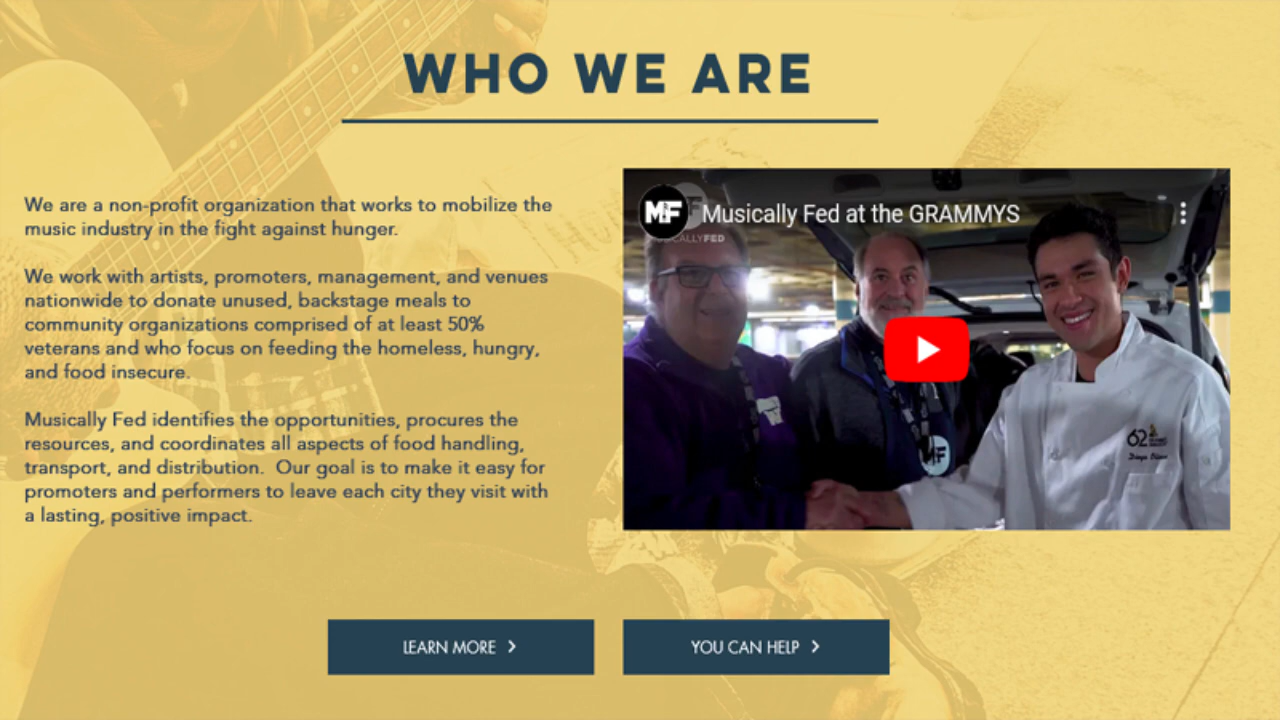 WHO WE ARE
We are a non-profit organization that works to mobilize the
music industry in the fight against hunger.
We work with artists, promoters, management, and venues
nationwide to donate unused, backstage meals to
community organizations comprised of at least 50%
veterans and who focus on feeding the homeless, hungry,
and food insecure.
Musically Fed identifies the opportunities, procures the
resources, and coordinates all aspects of food handling,
transport, and distribution.  Our goal is to make it easy for
promoters and performers to leave each city they visit with
a lasting, positive impact.
MF
Musically Fed at the GRAMMYS
CALLYFED
MF
62
LEARN MORE
YOU CAN HELP